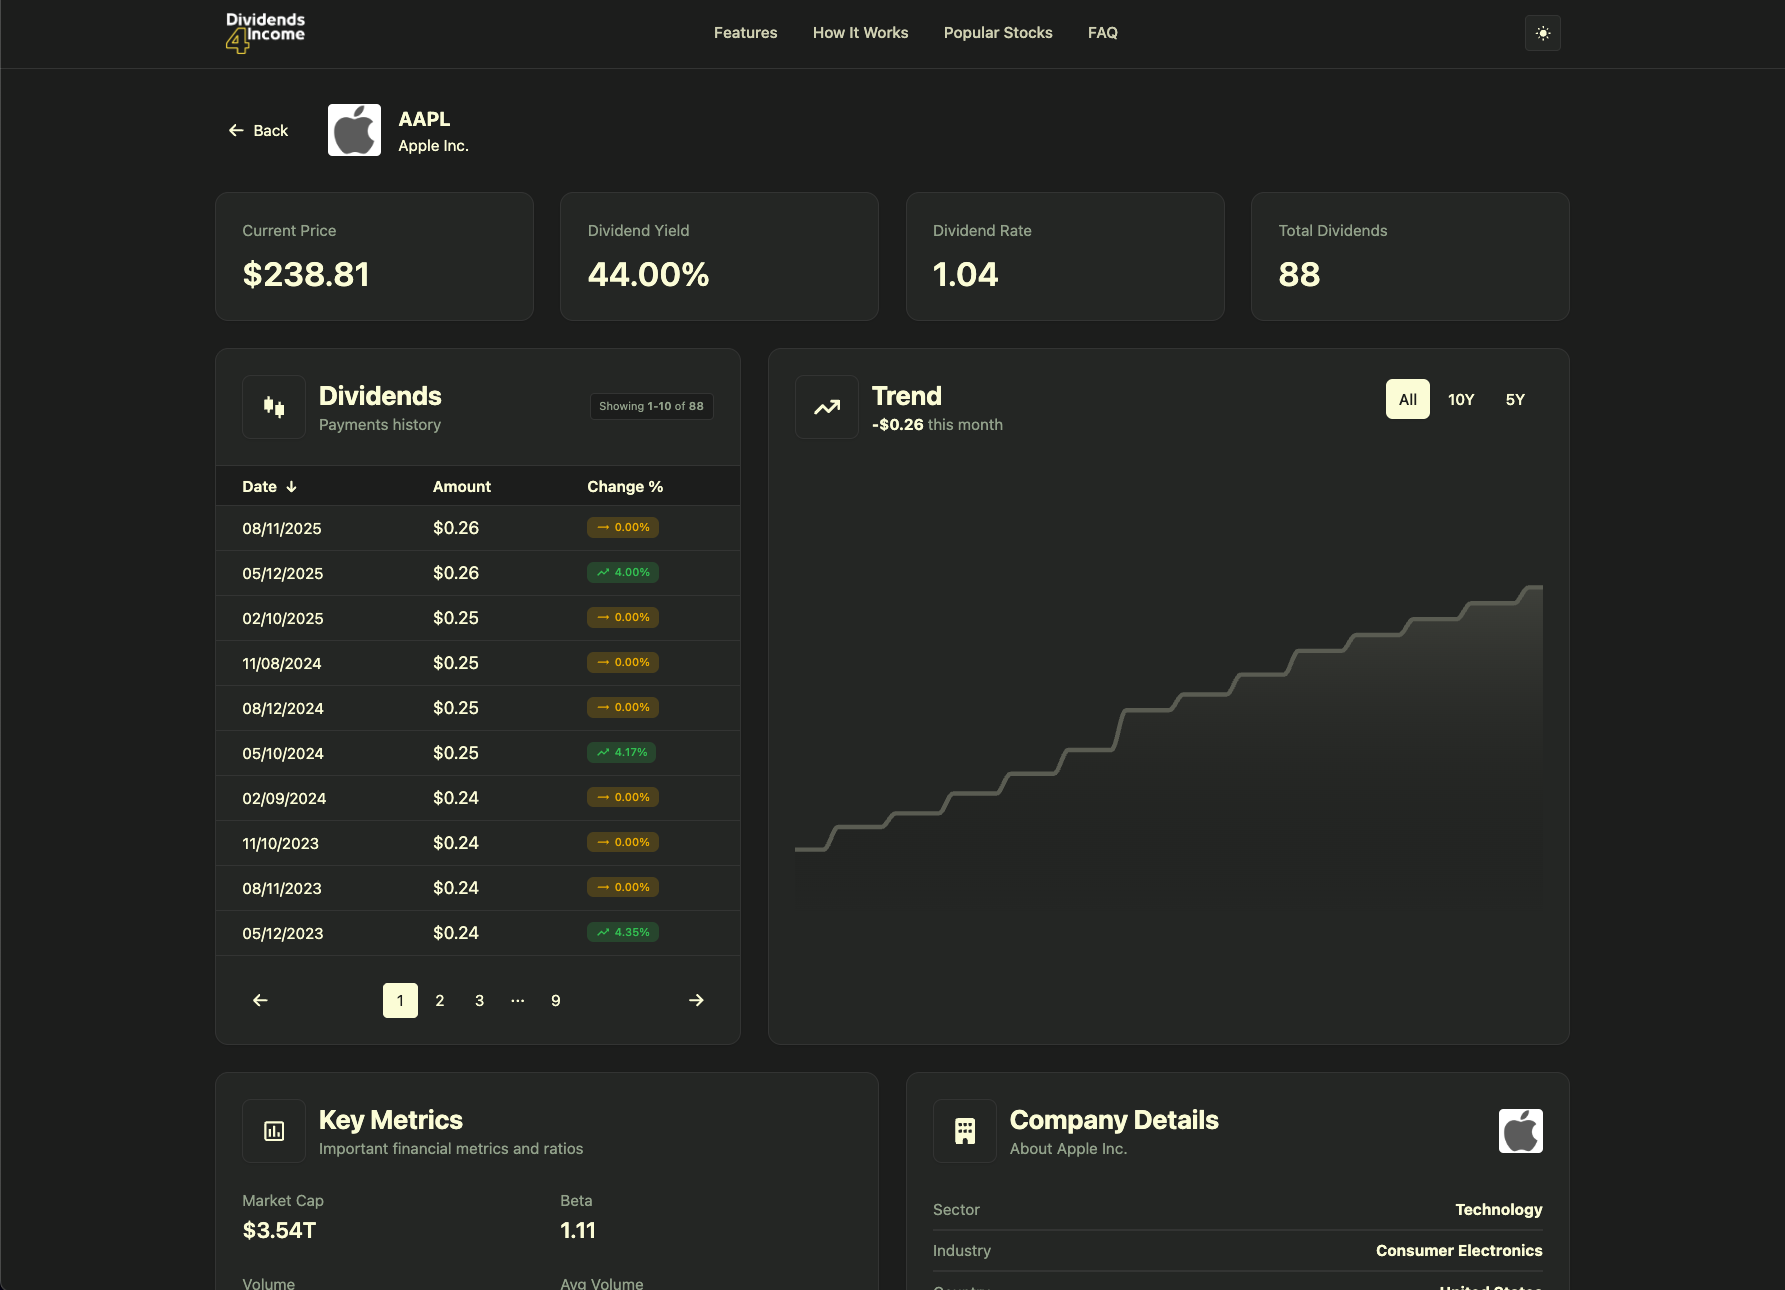 Dividends
4Income
Features How It Works Popular Stocks FAQ
Back
AAPL
Apple Inc.
Current Price
$238.81
Dividend Yield
44.00%
Dividend Rate
1.04
Total Dividends
88
Dividends
Payments history
Showing 1-10 of 88
Date ↓ Amount Change %
08/11/2025 $0.26 0.00%
05/12/2025 $0.26 4.00%
02/10/2025 $0.25 0.00%
11/08/2024 $0.25 0.00%
08/12/2024 $0.25 0.00%
05/10/2024 $0.25 4.17%
02/09/2024 $0.24 0.00%
11/10/2023 $0.24 0.00%
08/11/2023 $0.24 0.00%
05/12/2023 $0.24 4.35%
1 2 3 ... 9
Trend
-$0.26 this month
All 10Y 5Y
Key Metrics
Important financial metrics and ratios
Market Cap
$3.54T
Beta
1.11
Volume
Avg Volume
Company Details
About Apple Inc.
Sector Technology
Industry Consumer Electronics
Country United States